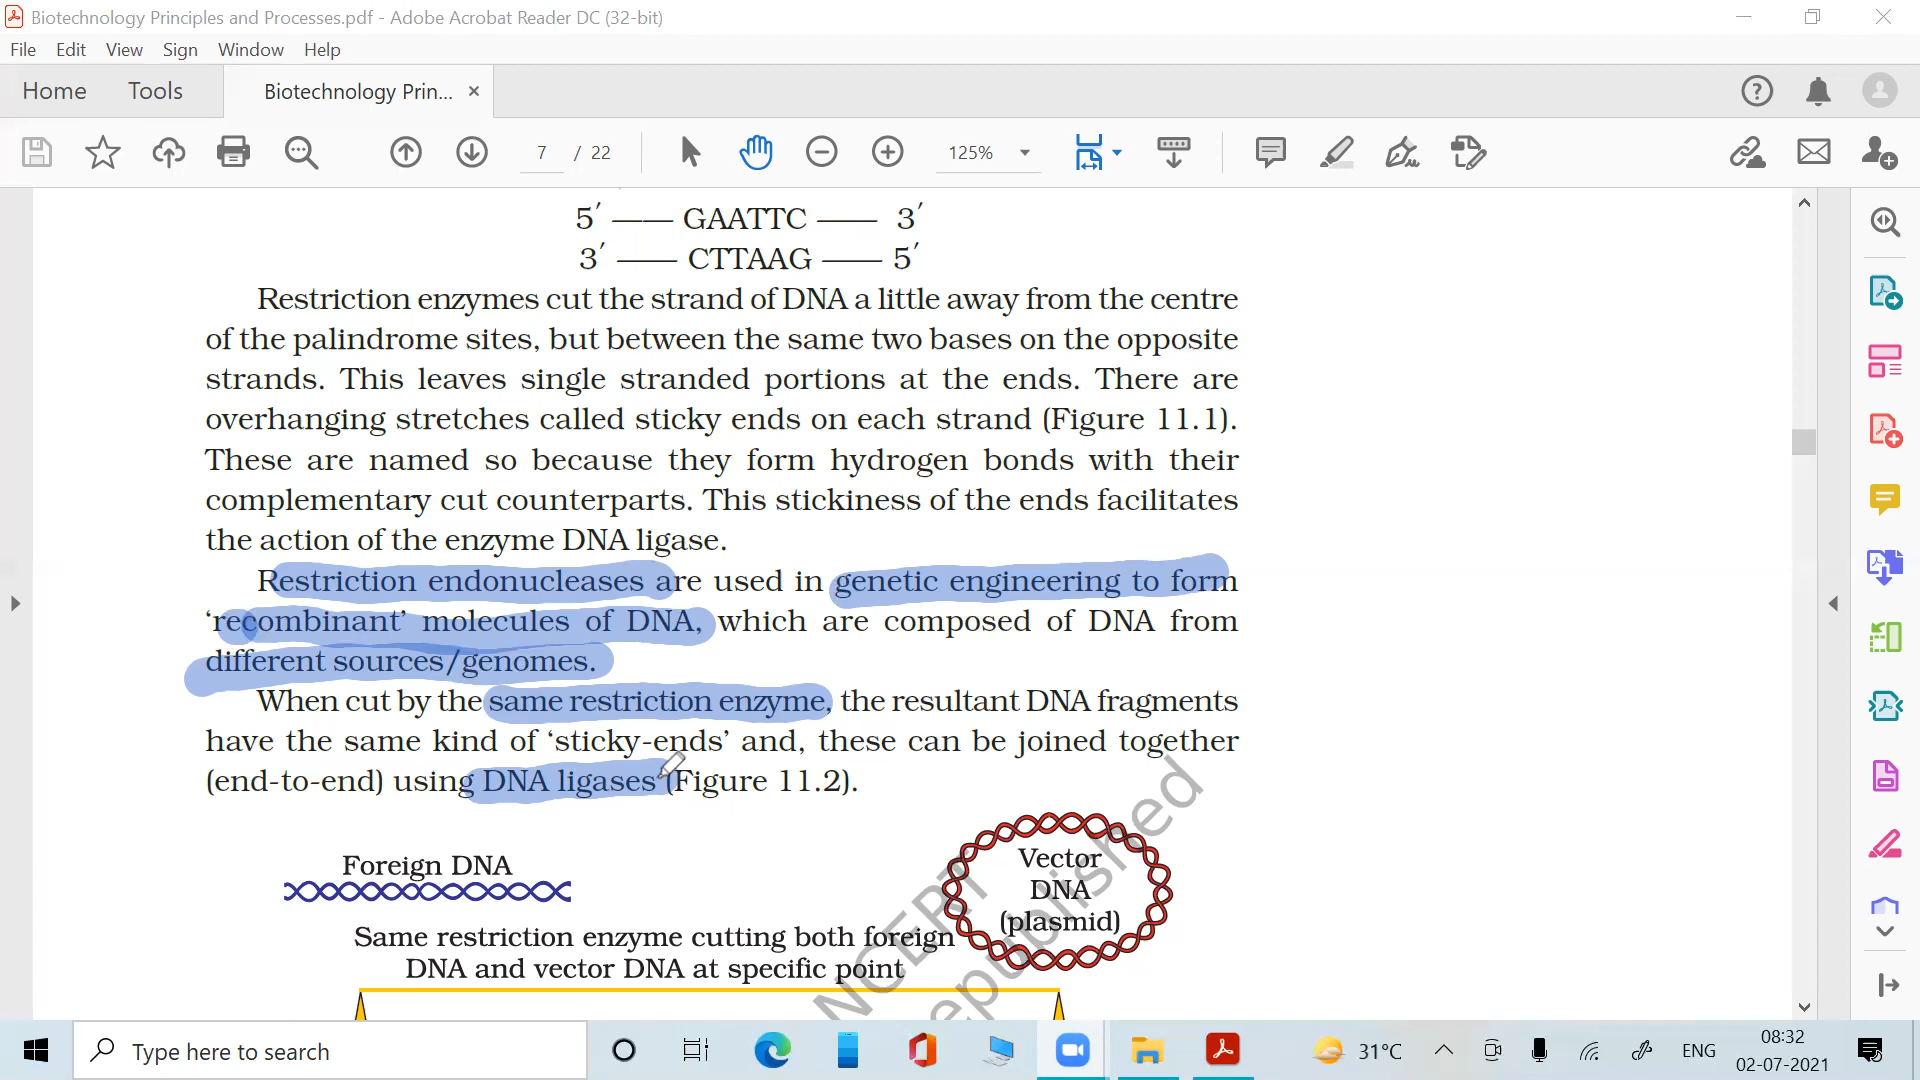 Biotechnology Principles and Processes.pdf - Adobe Acrobat Reader DC (32-bit)
File Edit View Sign Window Help
Home Tools Biotechnology Prin... ×
7 / 22 125%
5′ —— GAATTC —— 3′
3′ —— CTTAAG —— 5′
Restriction enzymes cut the strand of DNA a little away from the centre
of the palindrome sites, but between the same two bases on the opposite
strands. This leaves single stranded portions at the ends. There are
overhanging stretches called sticky ends on each strand (Figure 11.1).
These are named so because they form hydrogen bonds with their
complementary cut counterparts. This stickiness of the ends facilitates
the action of the enzyme DNA ligase.
Restriction endonucleases are used in genetic engineering to form
‘recombinant’ molecules of DNA, which are composed of DNA from
different sources/genomes.
When cut by the same restriction enzyme, the resultant DNA fragments
have the same kind of ‘sticky-ends’ and, these can be joined together
(end-to-end) using DNA ligases (Figure 11.2).
Foreign DNA
Vector
DNA
(plasmid)
Same restriction enzyme cutting both foreign
DNA and vector DNA at specific point
NCERT
epublished
Type here to search
31°C
ENG
08:32
02-07-2021